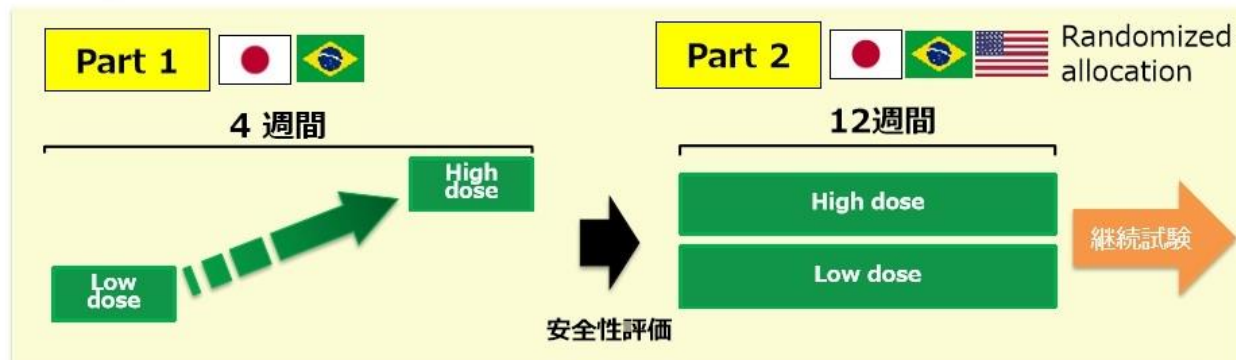 Part 1
4 週間
Low
dose
High
dose
安全性評価
Part 2
Randomized
allocation
12週間
High dose
Low dose
継続試験